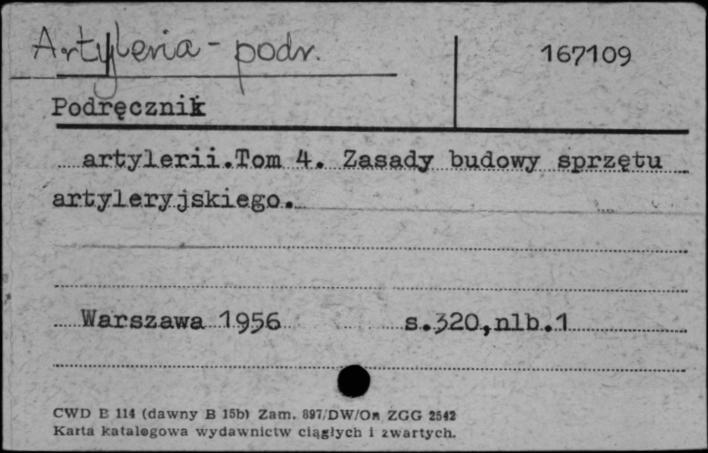 Artyleria - podr.
167109
Podręcznik
artylerii.Tom 4. Zasady budowy sprzętu
artyleryjskiego.
Warszawa 1956 s.320,nlb.1
CWD E 114 (dawny B 15b) Zam. 897/DW/On ZGG 2542
Karta katalogowa wydawnictw ciągłych i zwartych.